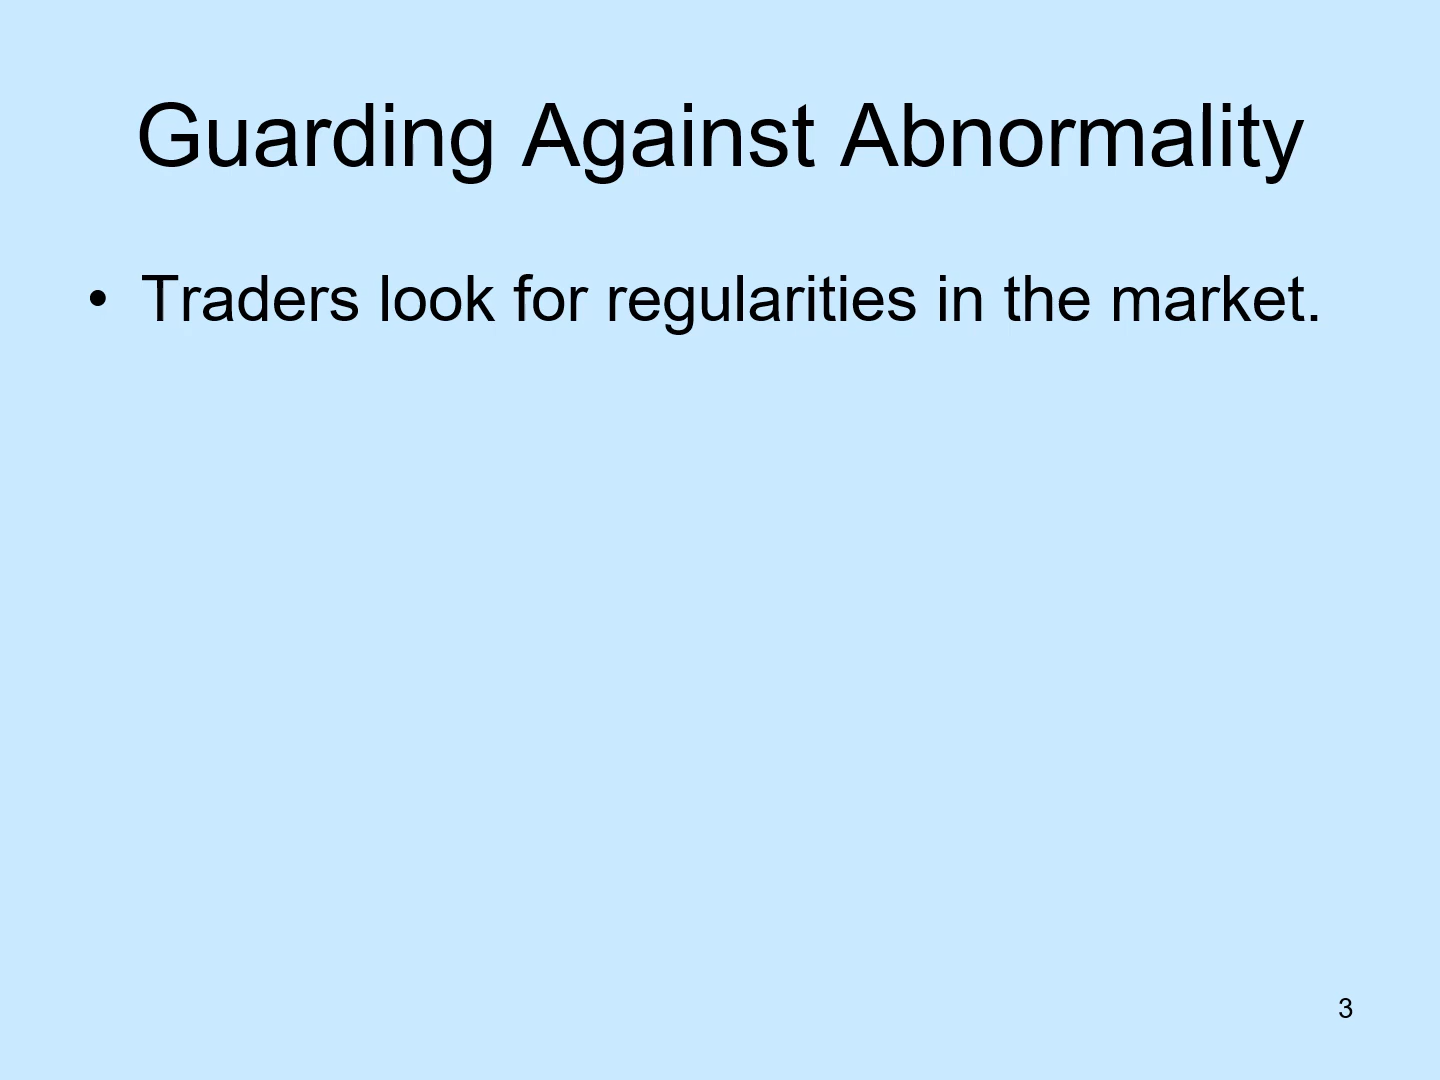 Guarding Against Abnormality
• Traders look for regularities in the market.
3